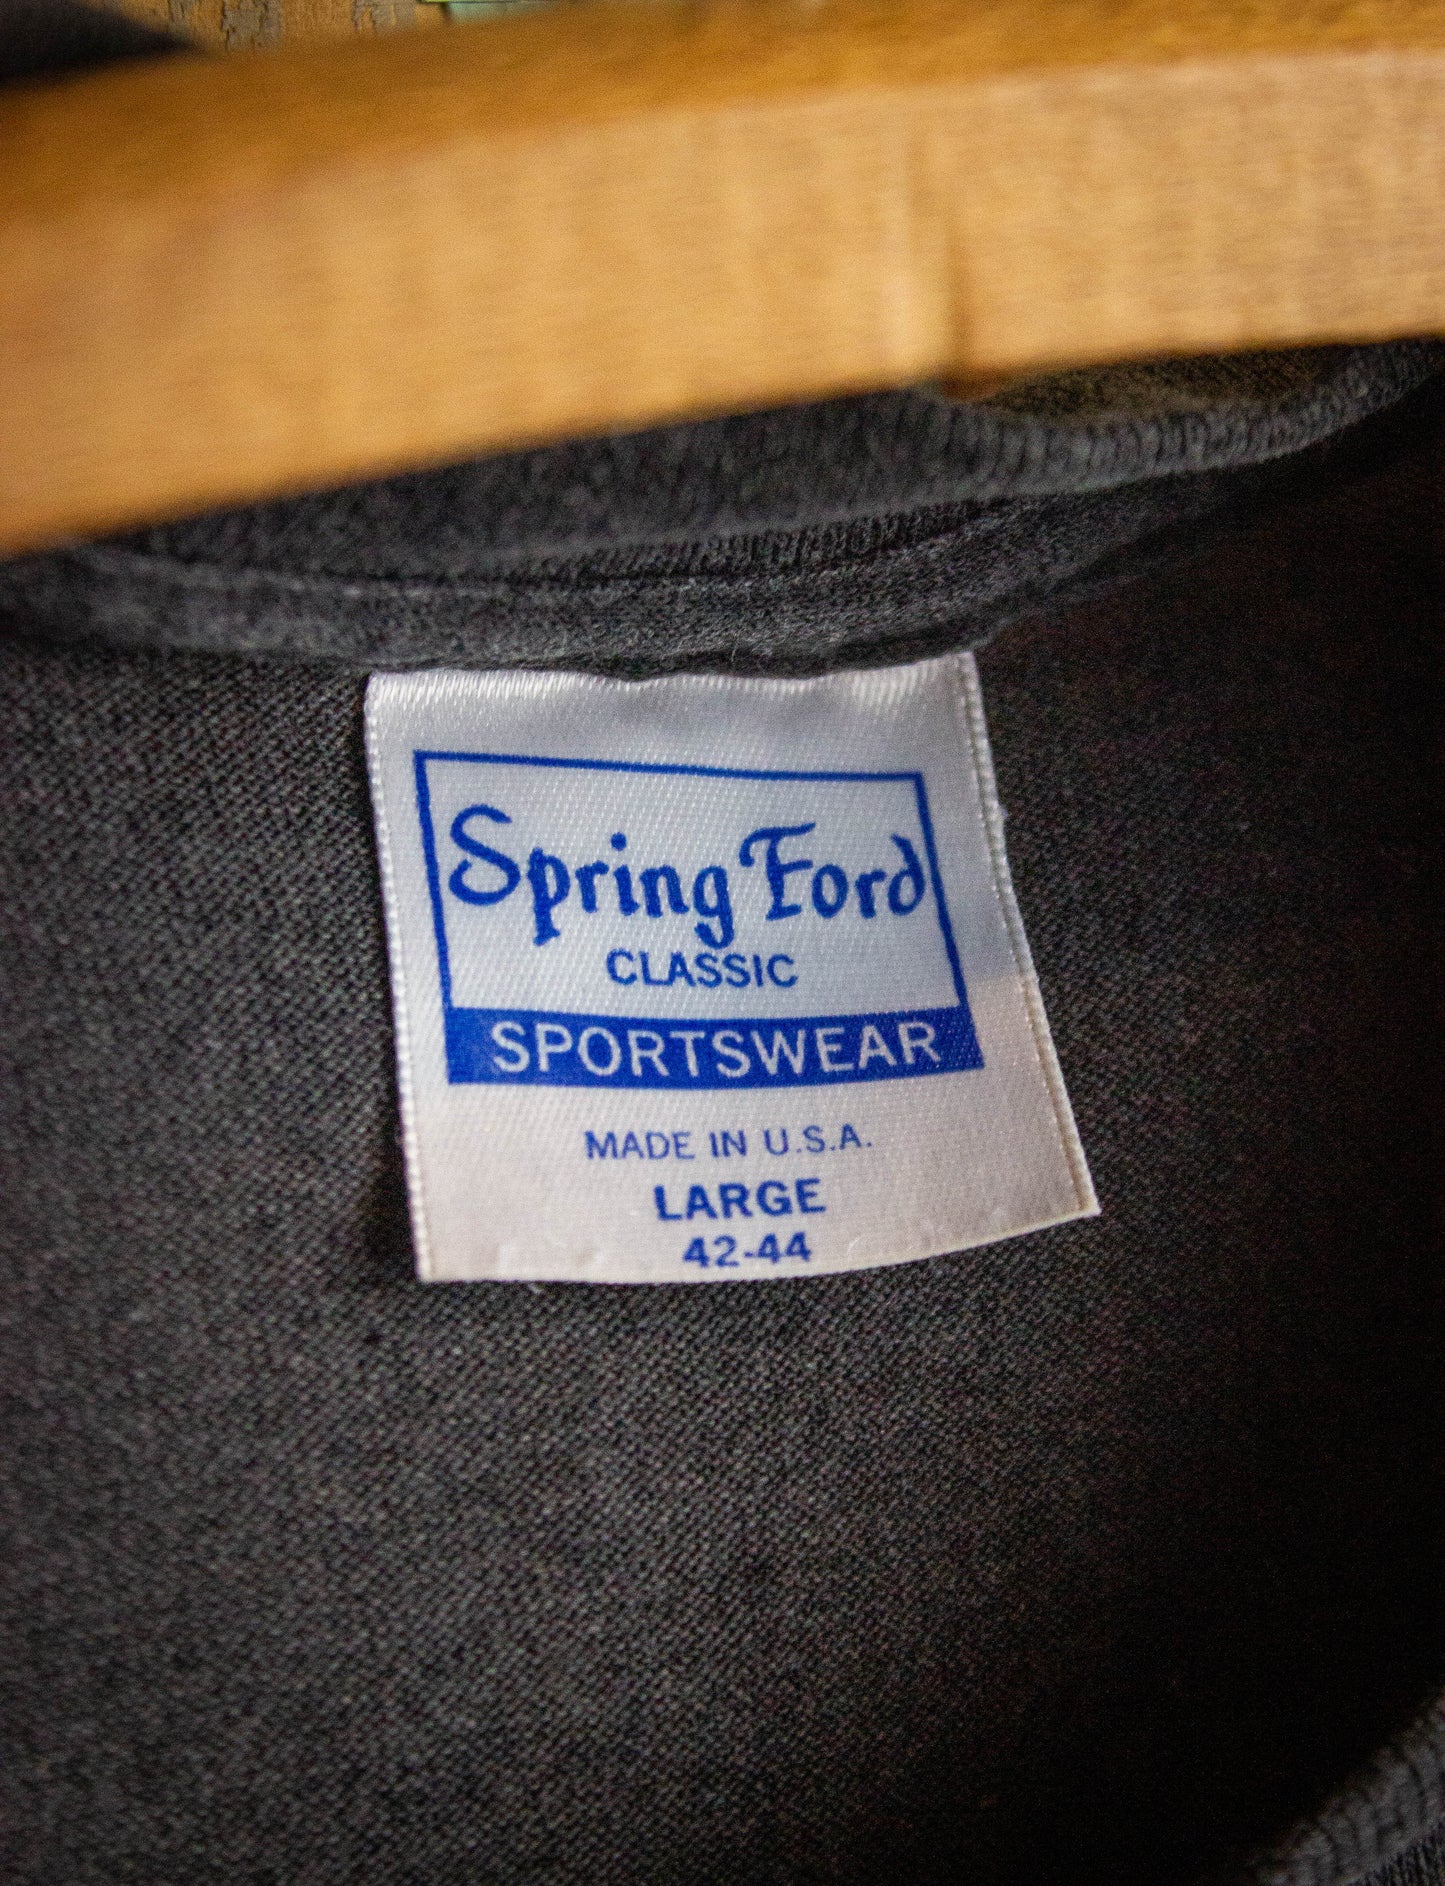 Spring Ford
CLASSIC
SPORTSWEAR
MADE IN U.S.A.
LARGE
42-44